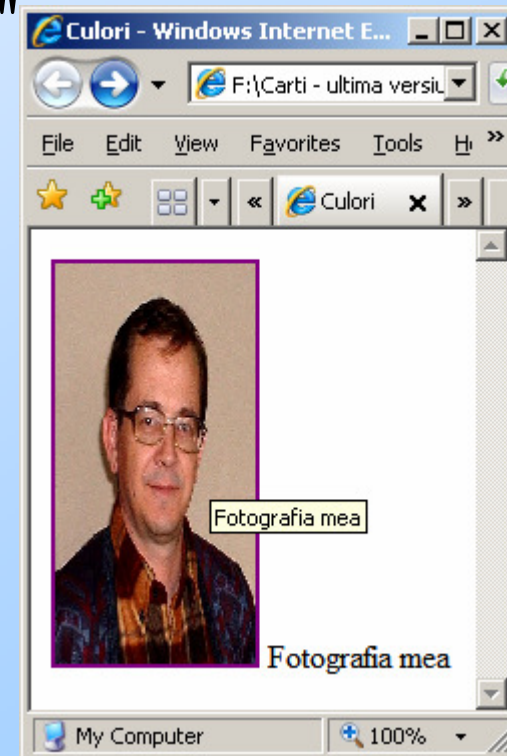 "
Culori - Windows Internet E...
F:\Carti - ultima versiu
File Edit View Favorites Tools H »
« Culori x »
Fotografia mea
Fotografia mea
My Computer 100%